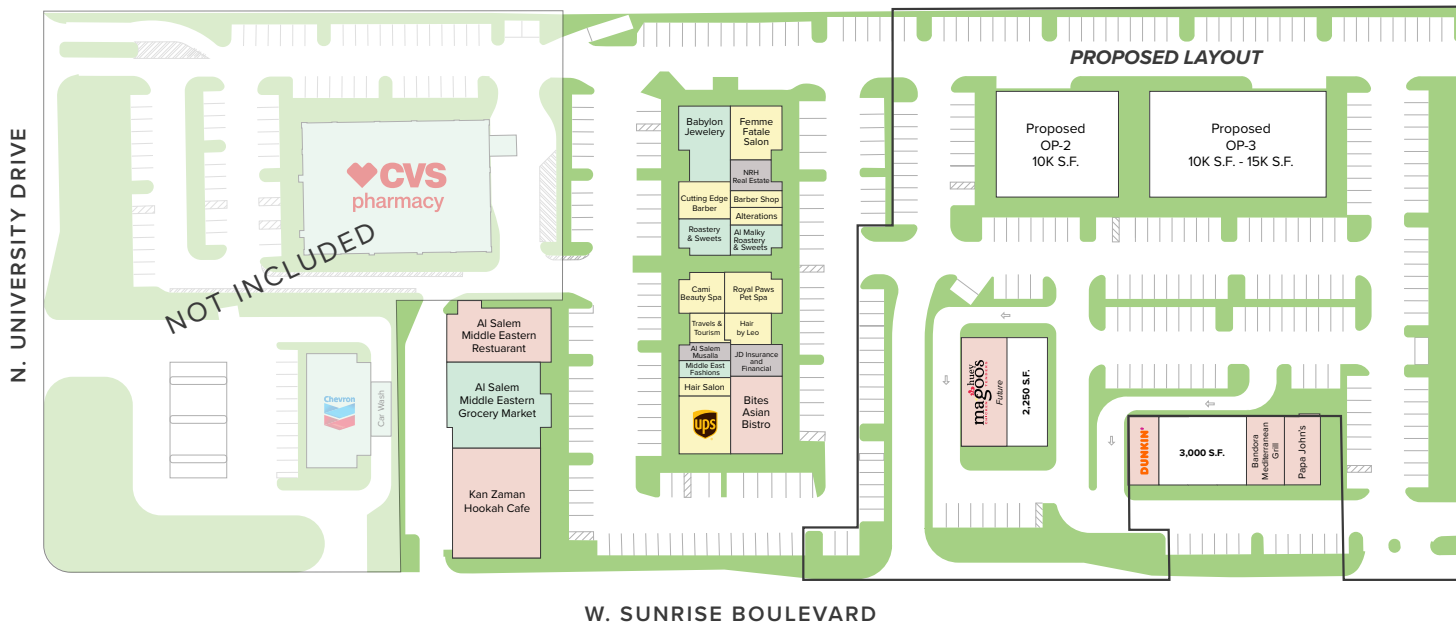 N. UNIVERSITY DRIVE
CVS
pharmacy
NOT INCLUDED
Chevron
Car Wash
Al Salem
Middle Eastern
Restuarant
Al Salem
Middle Eastern
Grocery Market
Kan Zaman
Hookah Cafe
Babylon
Jewelery
Femme
Fatale
Salon
NRH
Real Estate
Cutting Edge
Barber
Barber Shop
Alterations
Roastery
& Sweets
Al Malky
Roastery
& Sweets
Cami
Beauty Spa
Royal Paws
Pet Spa
Travels &
Tourism
Hair
by Leo
Al Salem
Musalla
JD Insurance
and
Financial
Middle East
Fashions
Hair Salon
ups
Bites
Asian
Bistro
PROPOSED LAYOUT
Proposed
OP-2
10K S.F.
Proposed
OP-3
10K S.F. - 15K S.F.
huey
magoos
Future
2,250 S.F.
DUNKIN'
3,000 S.F.
Bandora
Mediterranean
Grill
Papa John's
W. SUNRISE BOULEVARD